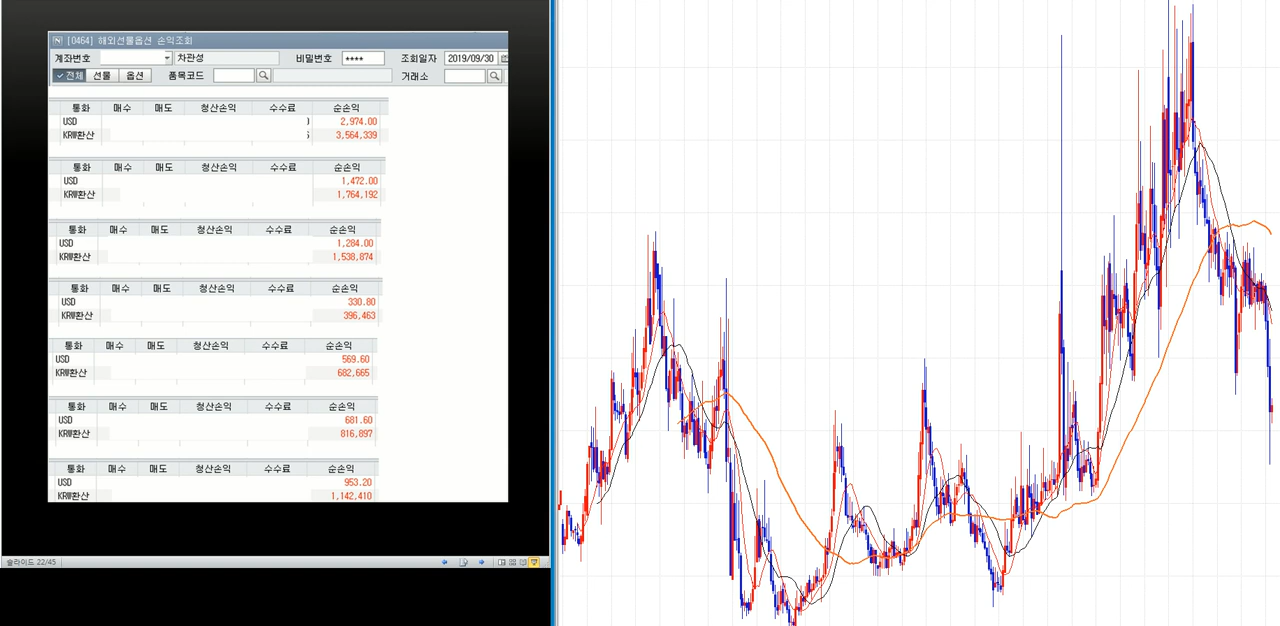 [0464] 해외선물옵션 손익조회
계좌번호 차관성 비밀번호 **** 조회일자 2019/09/30
전체 선물 옵션 품목코드 거래소
통화 매수 매도 청산손익 수수료 순손익
USD 2,974.00
KRW환산 3,564,339
통화 매수 매도 청산손익 수수료 순손익
USD 1,472.00
KRW환산 1,764,192
통화 매수 매도 청산손익 수수료 순손익
USD 1,284.00
KRW환산 1,538,874
통화 매수 매도 청산손익 수수료 순손익
USD 330.80
KRW환산 396,463
통화 매수 매도 청산손익 수수료 순손익
USD 569.60
KRW환산 682,665
통화 매수 매도 청산손익 수수료 순손익
USD 681.60
KRW환산 816,897
통화 매수 매도 청산손익 수수료 순손익
USD 953.20
KRW환산 1,142,410
슬라이드 22/45